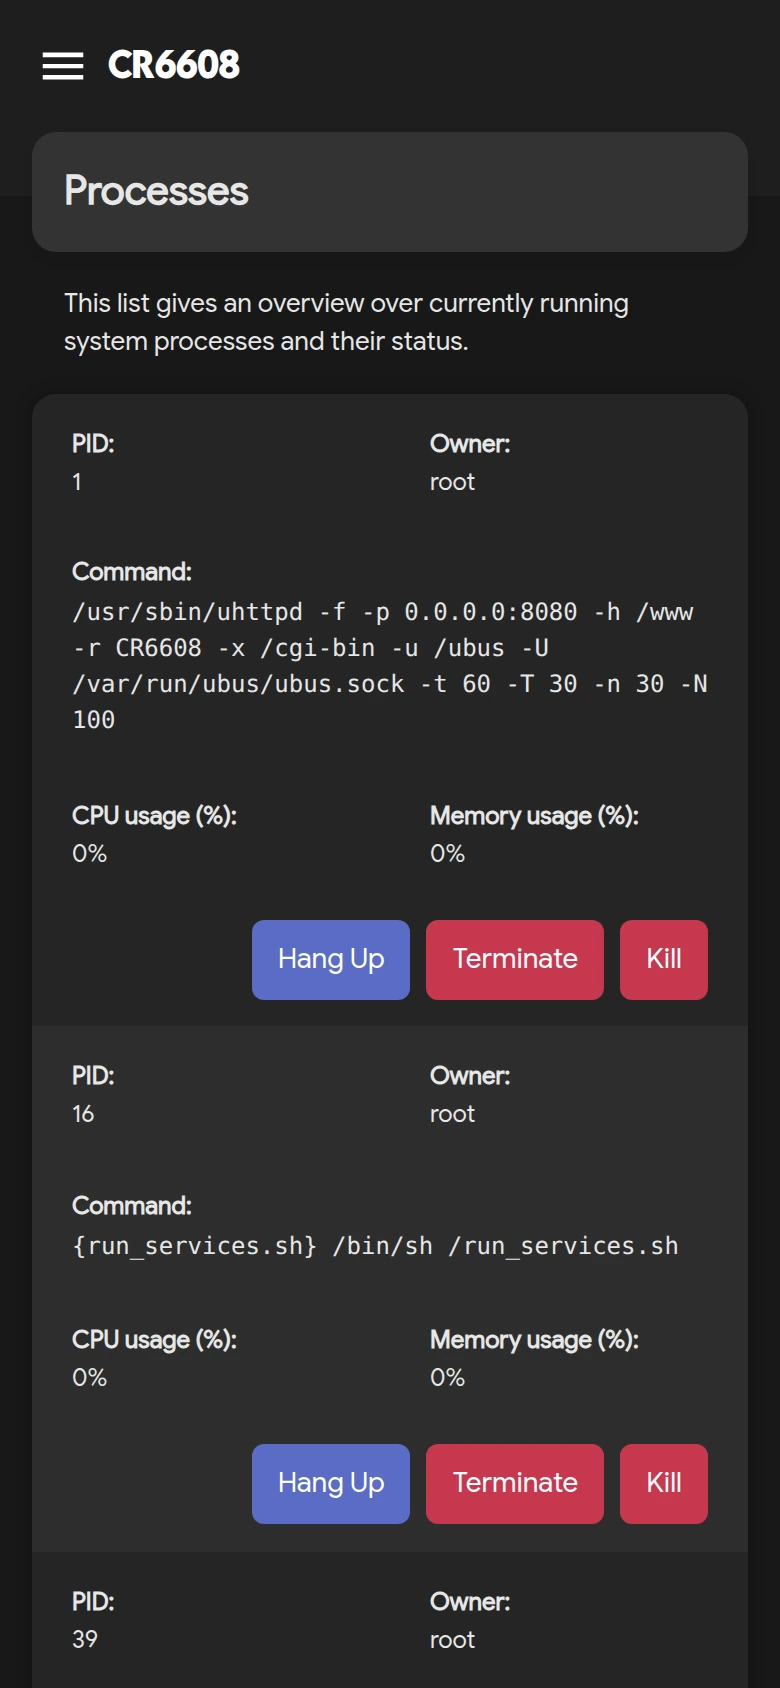 CR6608
Processes
This list gives an overview over currently running
system processes and their status.
PID:
1
Owner:
root
Command:
/usr/sbin/uhttpd -f -p 0.0.0.0:8080 -h /www
-r CR6608 -x /cgi-bin -u /ubus -U
/var/run/ubus/ubus.sock -t 60 -T 30 -n 30 -N
100
CPU usage (%):
0%
Memory usage (%):
0%
Hang Up
Terminate
Kill
PID:
16
Owner:
root
Command:
{run_services.sh} /bin/sh /run_services.sh
CPU usage (%):
0%
Memory usage (%):
0%
Hang Up
Terminate
Kill
PID:
39
Owner:
root